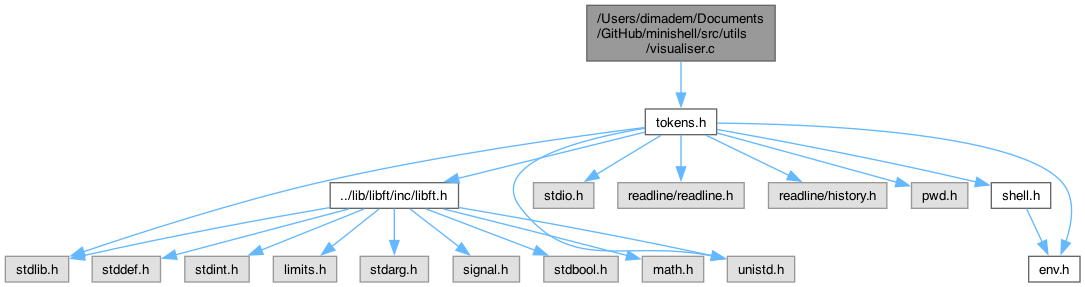 /Users/dimadem/Documents
/GitHub/minishell/src/utils
/visualiser.c
tokens.h
../lib/libft/inc/libft.h
stdio.h
readline/readline.h
readline/history.h
pwd.h
shell.h
stdlib.h
stddef.h
stdint.h
limits.h
stdarg.h
signal.h
stdbool.h
math.h
unistd.h
env.h